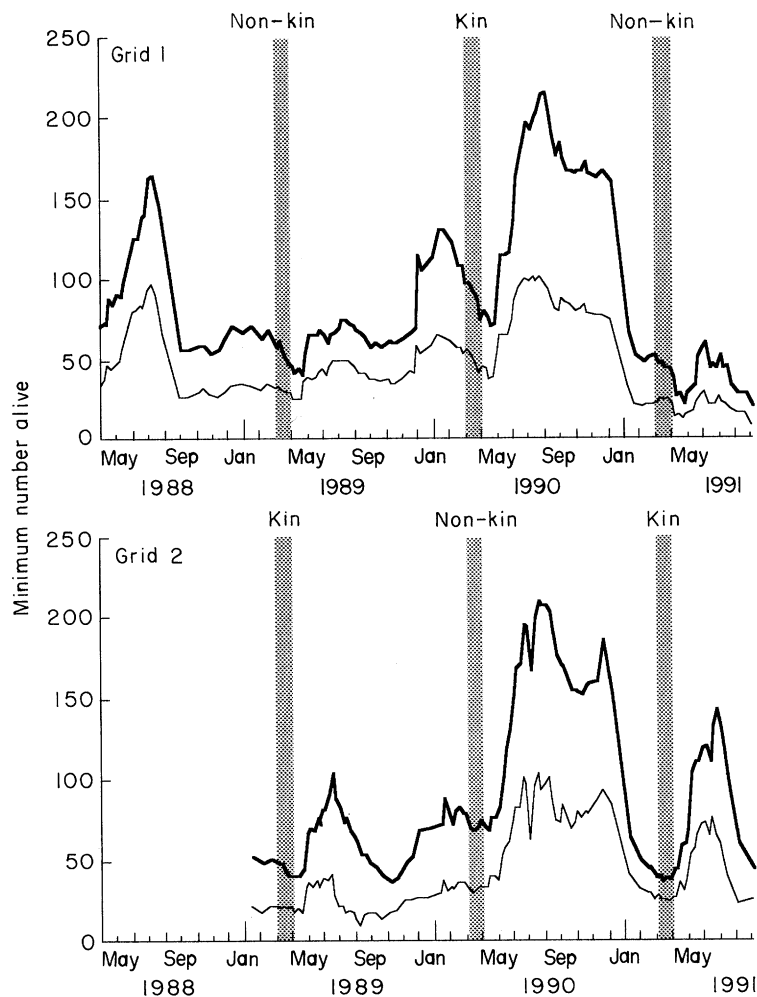 Non-kin Kin Non-kin
250
Grid 1
200
150
100
50
0
May Sep Jan May Sep Jan May Sep Jan May
1988 1989 1990 1991
Minimum number alive
Kin Non-kin Kin
250
Grid 2
200
150
100
50
0
May Sep Jan May Sep Jan May Sep Jan May
1988 1989 1990 1991